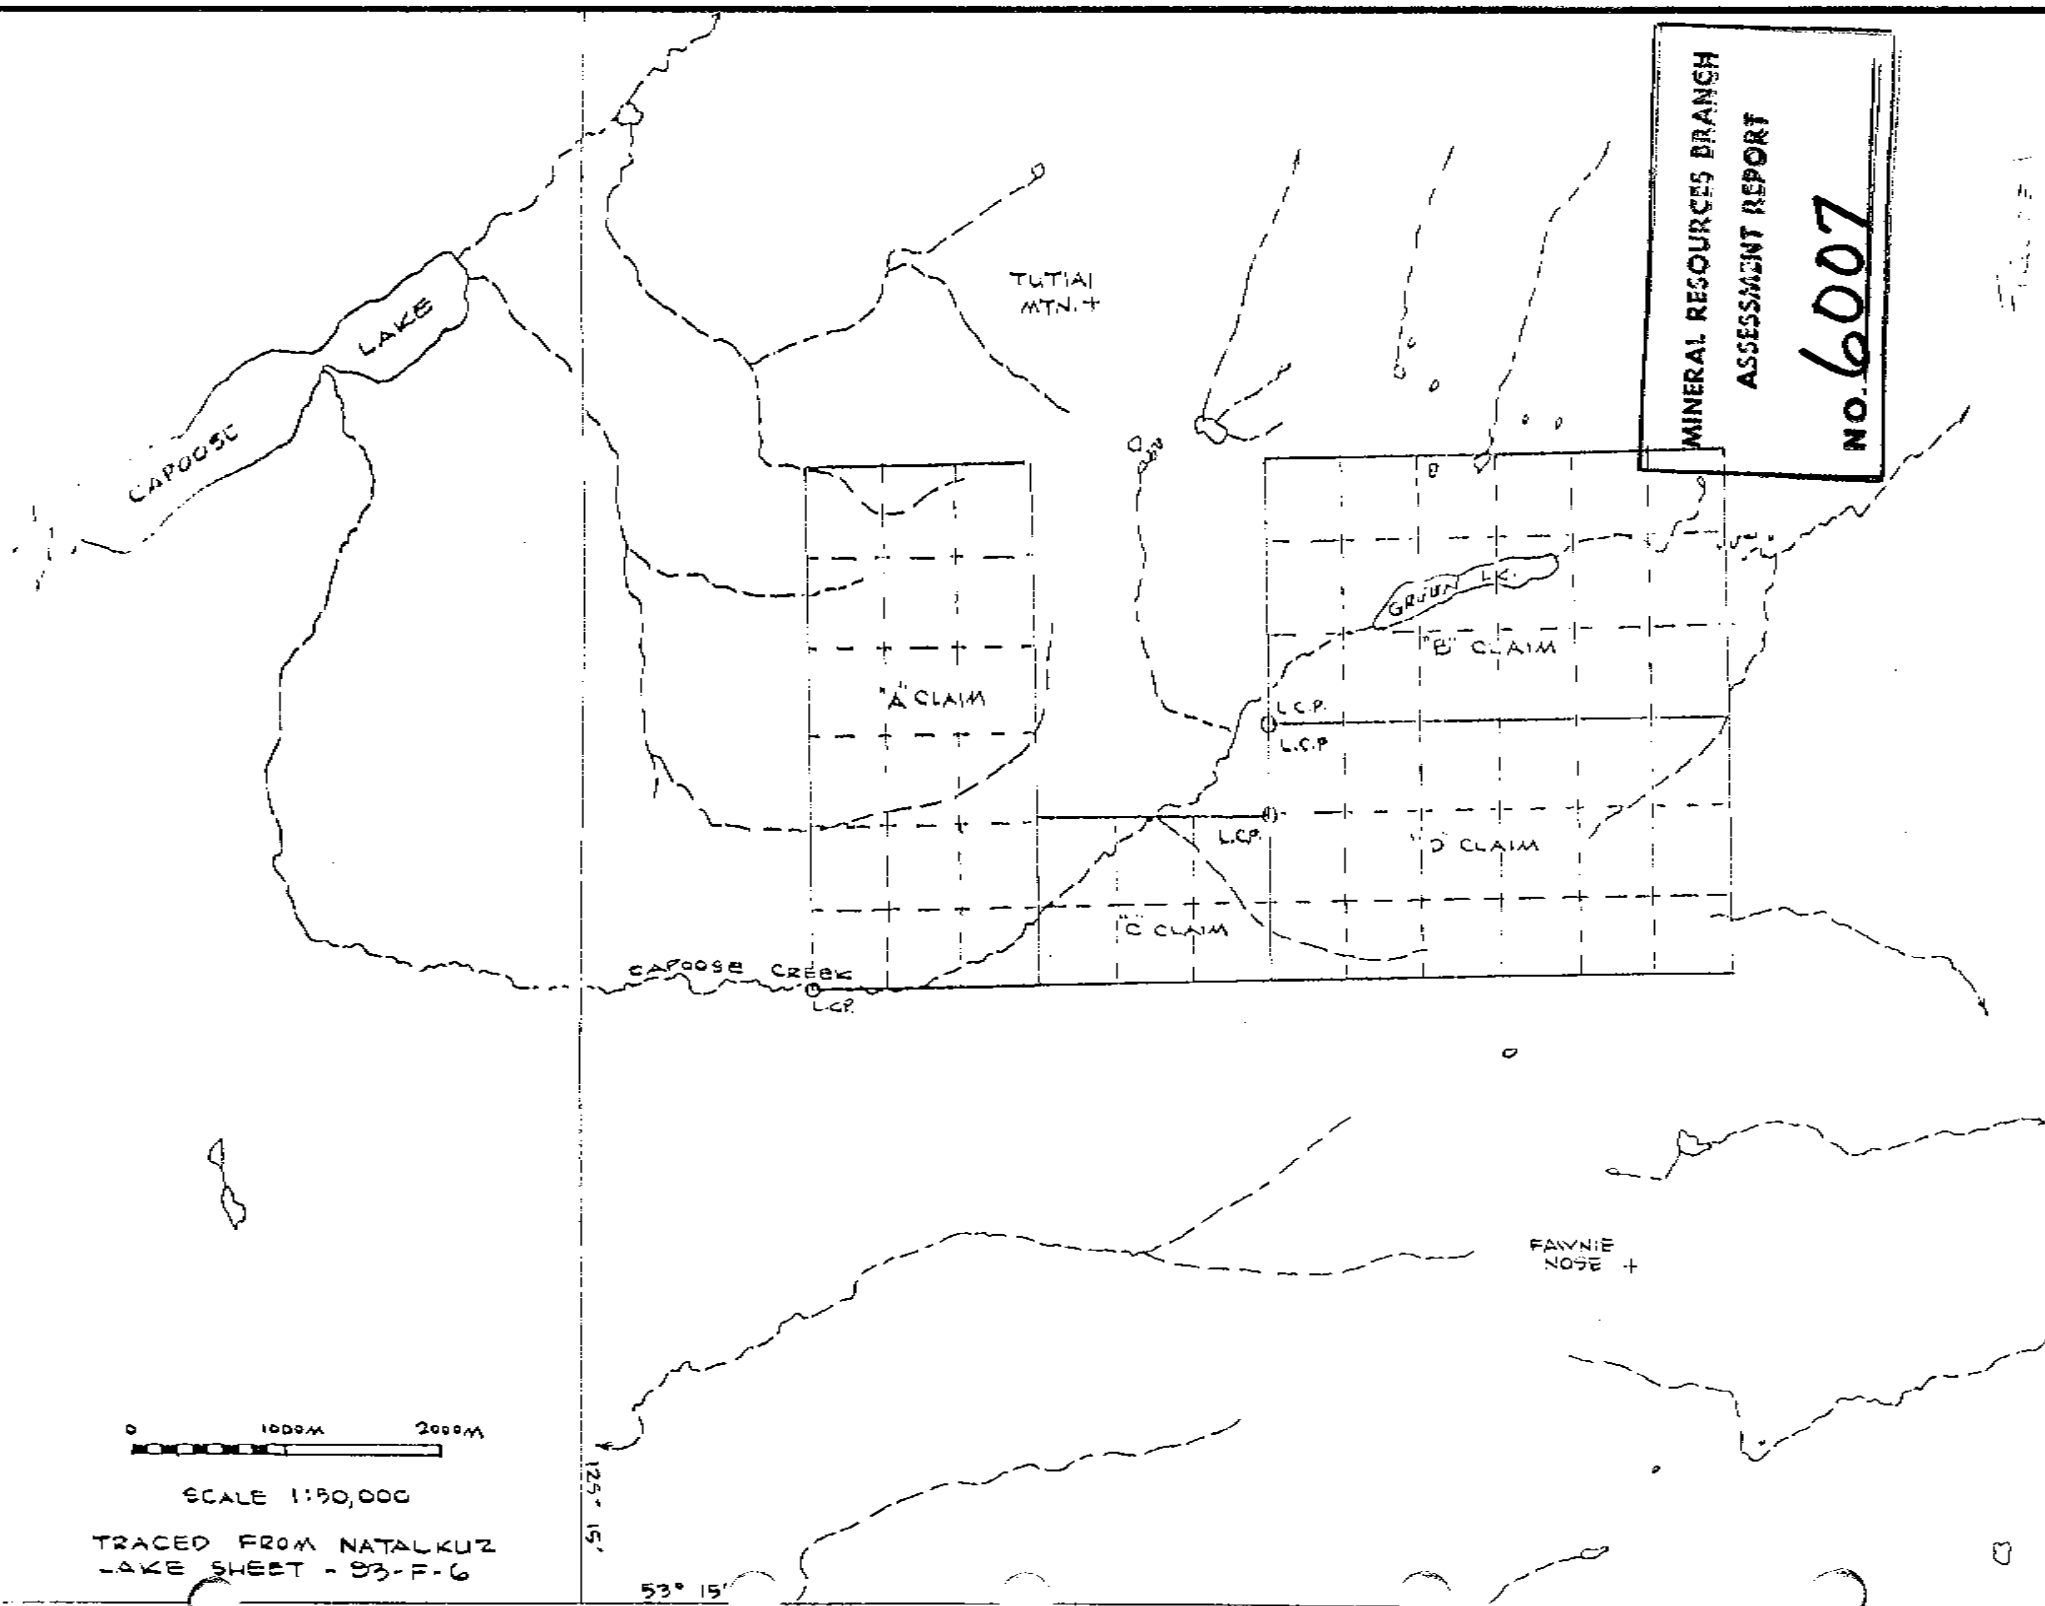 MINERAL RESOURCES BRANCH
ASSESSMENT REPORT
NO. 6007
TUTIAI
MTN. +
CAPOOSE LAKE
GREEN LK.
"B" CLAIM
"A" CLAIM
L.C.P.
L.C.P.
L.C.P.
"D" CLAIM
"C" CLAIM
CAPOOSE CREEK
L.C.P.
FAWNIE
NOSE +
0 1000M 2000M
SCALE 1:50,000
TRACED FROM NATALKUZ
LAKE SHEET - 93-F-6
125° 15'
53° 15'